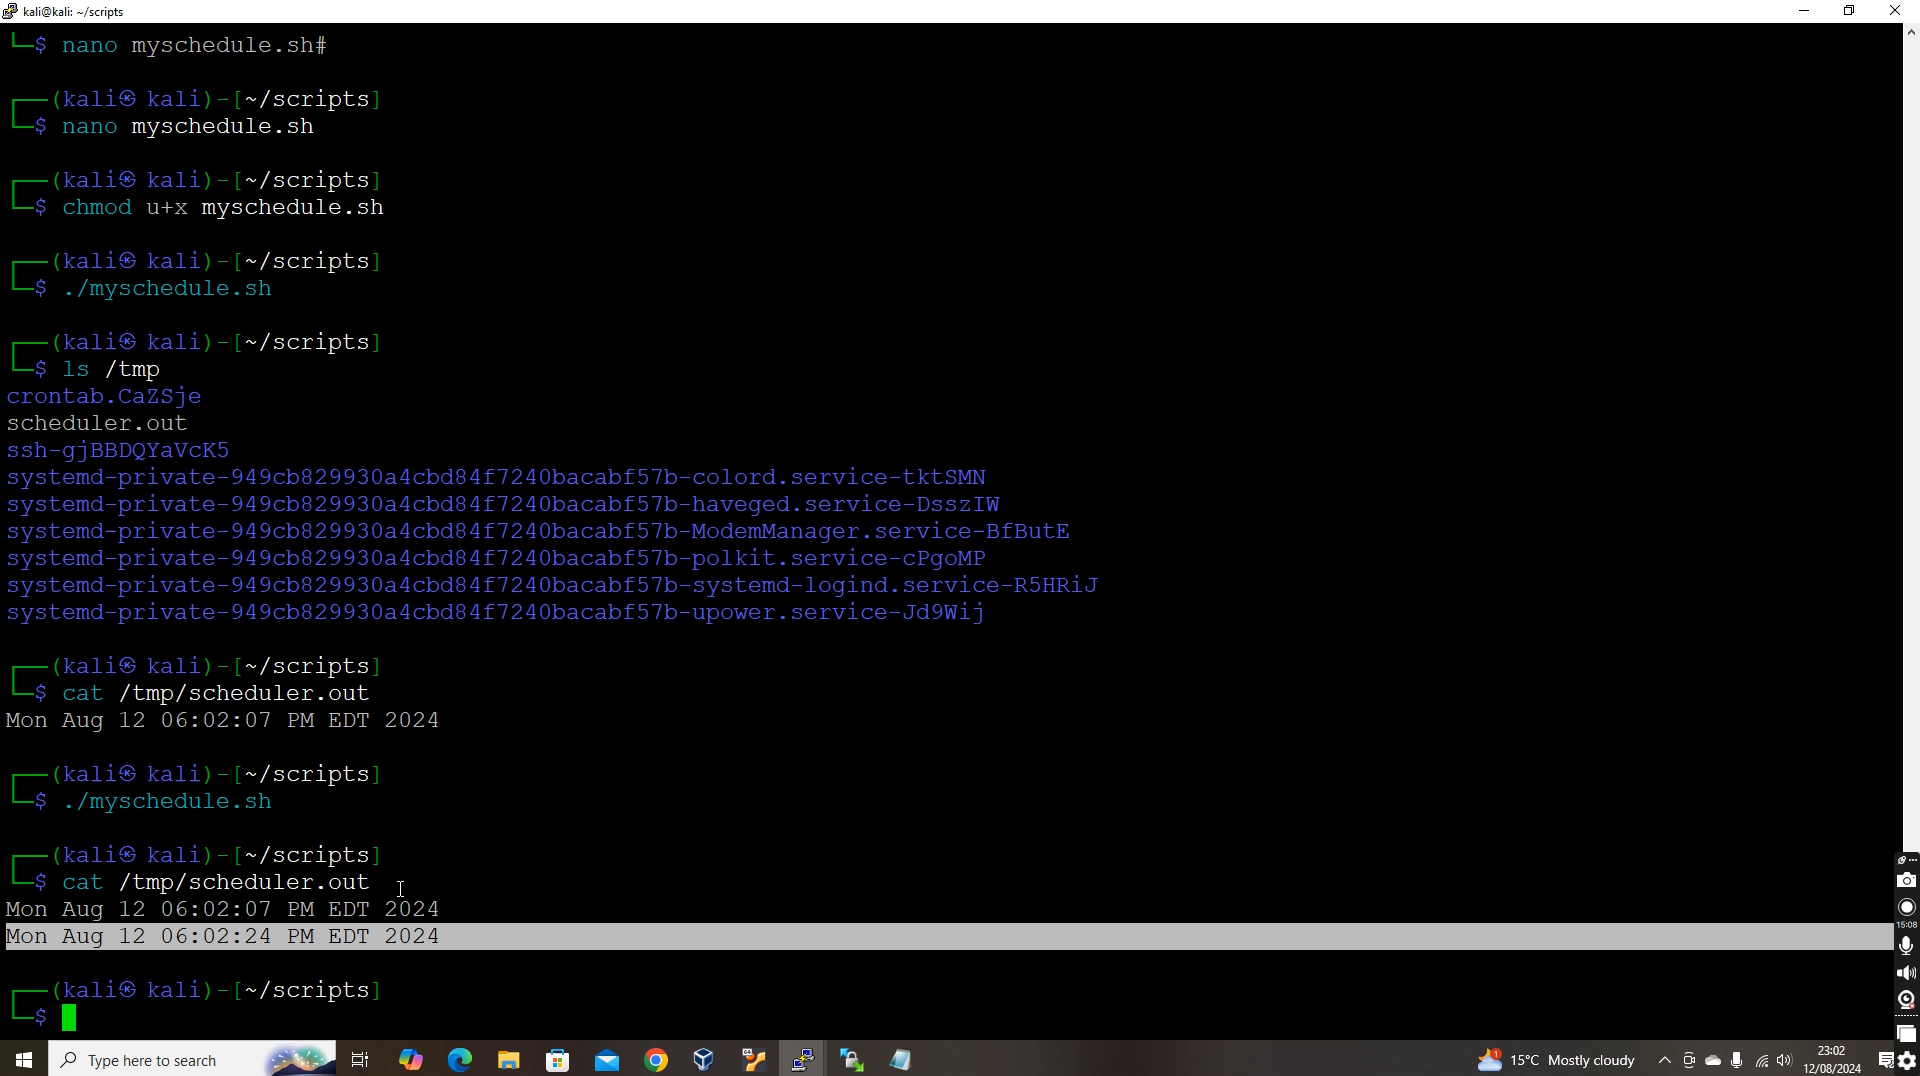 kali@kali: ~/scripts
└─$ nano myschedule.sh#
┌──(kali㉿kali)-[~/scripts]
└─$ nano myschedule.sh
┌──(kali㉿kali)-[~/scripts]
└─$ chmod u+x myschedule.sh
┌──(kali㉿kali)-[~/scripts]
└─$ ./myschedule.sh
┌──(kali㉿kali)-[~/scripts]
└─$ ls /tmp
crontab.CaZSje
scheduler.out
ssh-gjBBDQYaVcK5
systemd-private-949cb829930a4cbd84f7240bacabf57b-colord.service-tktSMN
systemd-private-949cb829930a4cbd84f7240bacabf57b-haveged.service-DsszIW
systemd-private-949cb829930a4cbd84f7240bacabf57b-ModemManager.service-BfButE
systemd-private-949cb829930a4cbd84f7240bacabf57b-polkit.service-cPgoMP
systemd-private-949cb829930a4cbd84f7240bacabf57b-systemd-logind.service-R5HRiJ
systemd-private-949cb829930a4cbd84f7240bacabf57b-upower.service-Jd9Wij
┌──(kali㉿kali)-[~/scripts]
└─$ cat /tmp/scheduler.out
Mon Aug 12 06:02:07 PM EDT 2024
┌──(kali㉿kali)-[~/scripts]
└─$ ./myschedule.sh
┌──(kali㉿kali)-[~/scripts]
└─$ cat /tmp/scheduler.out
Mon Aug 12 06:02:07 PM EDT 2024
Mon Aug 12 06:02:24 PM EDT 2024
┌──(kali㉿kali)-[~/scripts]
└─$
15:08
Type here to search
1
15°C Mostly cloudy
23:02
12/08/2024